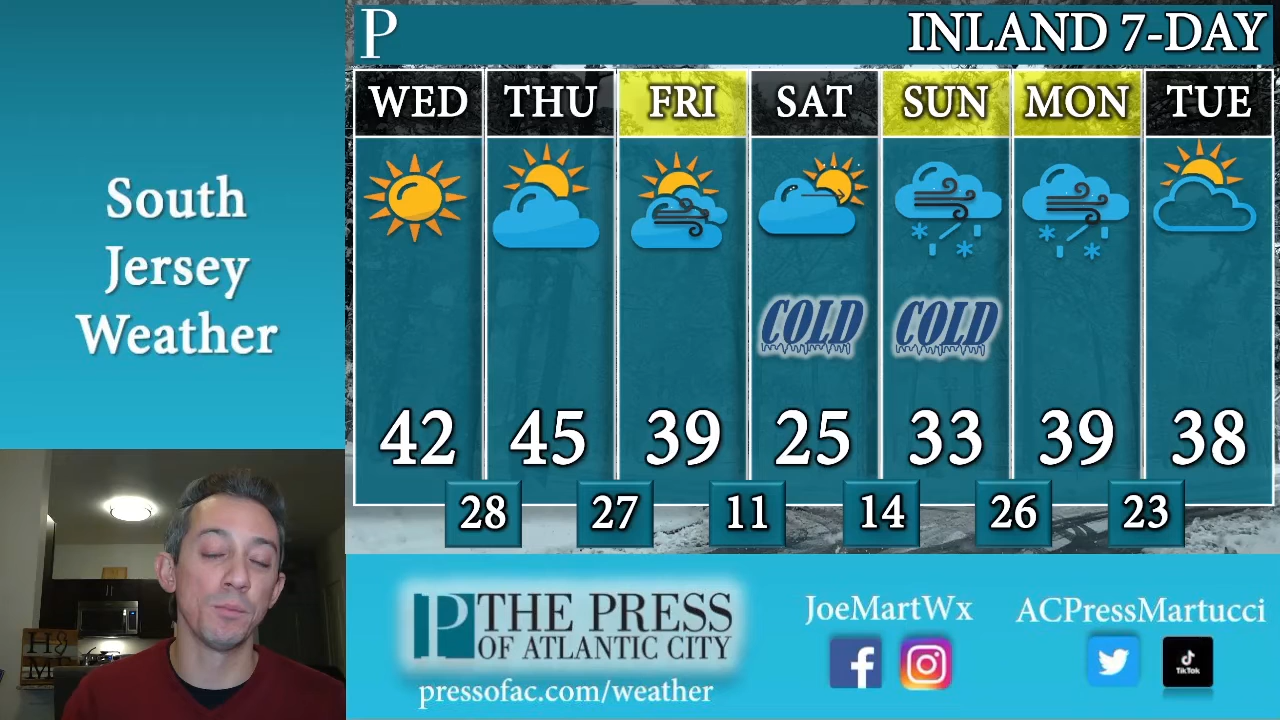 South
Jersey
Weather
P INLAND 7-DAY
WED THU FRI SAT SUN MON TUE
COLD COLD
42 45 39 25 33 39 38
28 27 11 14 26 23
P THE PRESS
OF ATLANTIC CITY
pressofac.com/weather
JoeMartWx ACPressMartucci
TikTok
H&
M